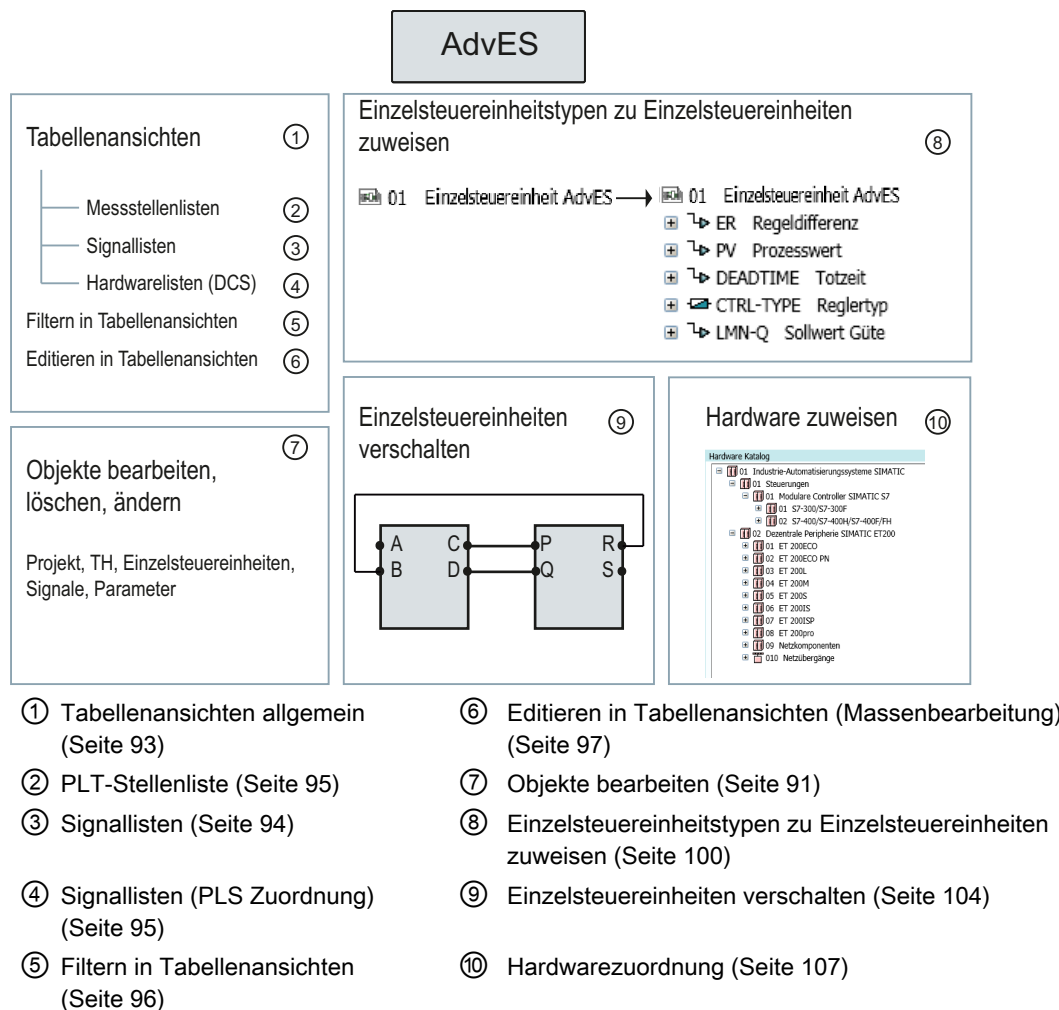 AdvES
Tabellenansichten ①
Messstellenlisten ②
Signallisten ③
Hardwarelisten (DCS) ④
Filtern in Tabellenansichten ⑤
Editieren in Tabellenansichten ⑥
Einzelsteuereinheitstypen zu Einzelsteuereinheiten
zuweisen ⑧
01 Einzelsteuereinheit AdvES
01 Einzelsteuereinheit AdvES
ER Regeldifferenz
PV Prozesswert
DEADTIME Totzeit
CTRL-TYPE Reglertyp
LMN-Q Sollwert Güte
⑦
Objekte bearbeiten,
löschen, ändern
Projekt, TH, Einzelsteuereinheiten,
Signale, Parameter
Einzelsteuereinheiten ⑨
verschalten
A C P R
B D Q S
Hardware zuweisen ⑩
Hardware Katalog
01 Industrie-Automatisierungssysteme SIMATIC
01 Steuerungen
01 Modulare Controller SIMATIC S7
01 S7-300/S7-300F
02 S7-400/S7-400H/S7-400F/FH
02 Dezentrale Peripherie SIMATIC ET200
01 ET 200ECO
02 ET 200ECO PN
03 ET 200L
04 ET 200M
05 ET 200S
06 ET 200IS
07 ET 200ISP
08 ET 200pro
09 Netzkomponenten
010 Netzübergänge
① Tabellenansichten allgemein
(Seite 93)
② PLT-Stellenliste (Seite 95)
③ Signallisten (Seite 94)
④ Signallisten (PLS Zuordnung)
(Seite 95)
⑤ Filtern in Tabellenansichten
(Seite 96)
⑥ Editieren in Tabellenansichten (Massenbearbeitung)
(Seite 97)
⑦ Objekte bearbeiten (Seite 91)
⑧ Einzelsteuereinheitstypen zu Einzelsteuereinheiten
zuweisen (Seite 100)
⑨ Einzelsteuereinheiten verschalten (Seite 104)
⑩ Hardwarezuordnung (Seite 107)